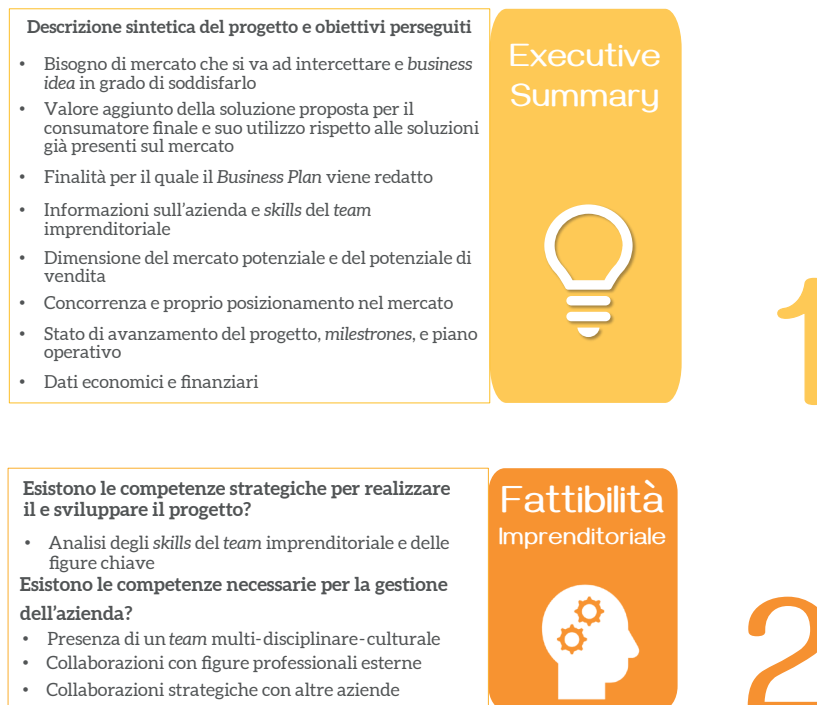 Descrizione sintetica del progetto e obiettivi perseguiti
• Bisogno di mercato che si va ad intercettare e business
idea in grado di soddisfarlo
• Valore aggiunto della soluzione proposta per il
consumatore finale e suo utilizzo rispetto alle soluzioni
già presenti sul mercato
• Finalità per il quale il Business Plan viene redatto
• Informazioni sull'azienda e skills del team
imprenditoriale
• Dimensione del mercato potenziale e del potenziale di
vendita
• Concorrenza e proprio posizionamento nel mercato
• Stato di avanzamento del progetto, milestrones, e piano
operativo
• Dati economici e finanziari
Executive
Summary
1
Esistono le competenze strategiche per realizzare
il e sviluppare il progetto?
• Analisi degli skills del team imprenditoriale e delle
figure chiave
Esistono le competenze necessarie per la gestione
dell'azienda?
• Presenza di un team multi-disciplinare-culturale
• Collaborazioni con figure professionali esterne
• Collaborazioni strategiche con altre aziende
Fattibilità
Imprenditoriale
2